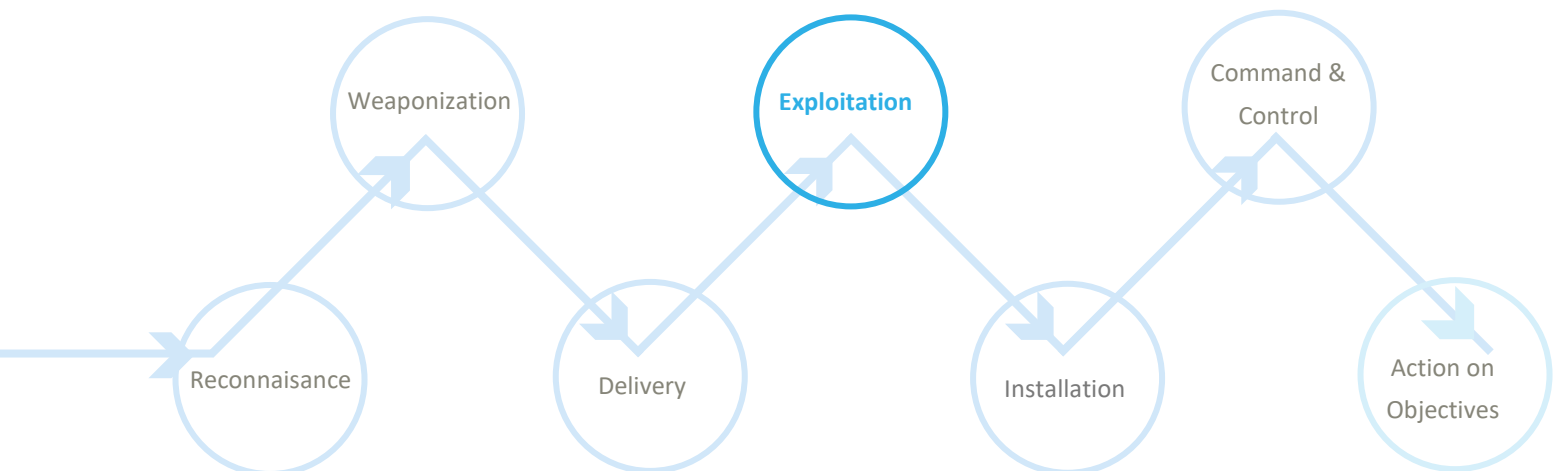 Reconnaisance
Weaponization
Delivery
Exploitation
Installation
Command &
Control
Action on
Objectives